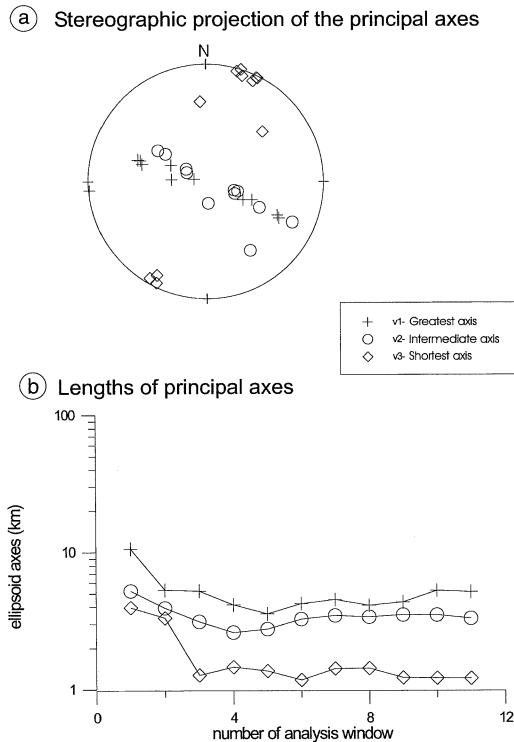 a Stereographic projection of the principal axes
N
v1- Greatest axis
v2- Intermediate axis
v3- Shortest axis
b Lengths of principal axes
100
10
1
ellipsoid axes (km)
0 4 8 12
number of analysis window